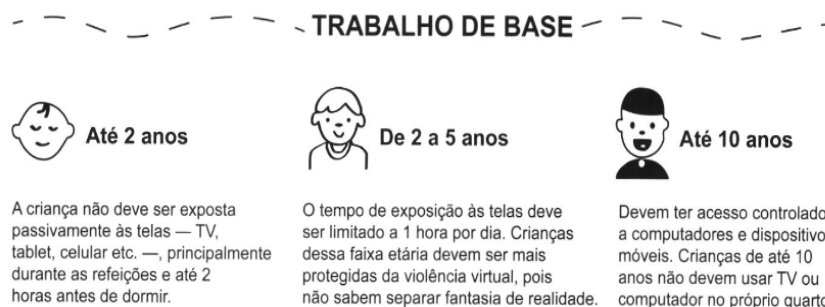 TRABALHO DE BASE
Até 2 anos
A criança não deve ser exposta
passivamente às telas — TV,
tablet, celular etc. —, principalmente
durante as refeições e até 2
horas antes de dormir.
De 2 a 5 anos
O tempo de exposição às telas deve
ser limitado a 1 hora por dia. Crianças
dessa faixa etária devem ser mais
protegidas da violência virtual, pois
não sabem separar fantasia de realidade.
Até 10 anos
Devem ter acesso controlado
a computadores e dispositivo
móveis. Crianças de até 10
anos não devem usar TV ou
computador no próprio quarto